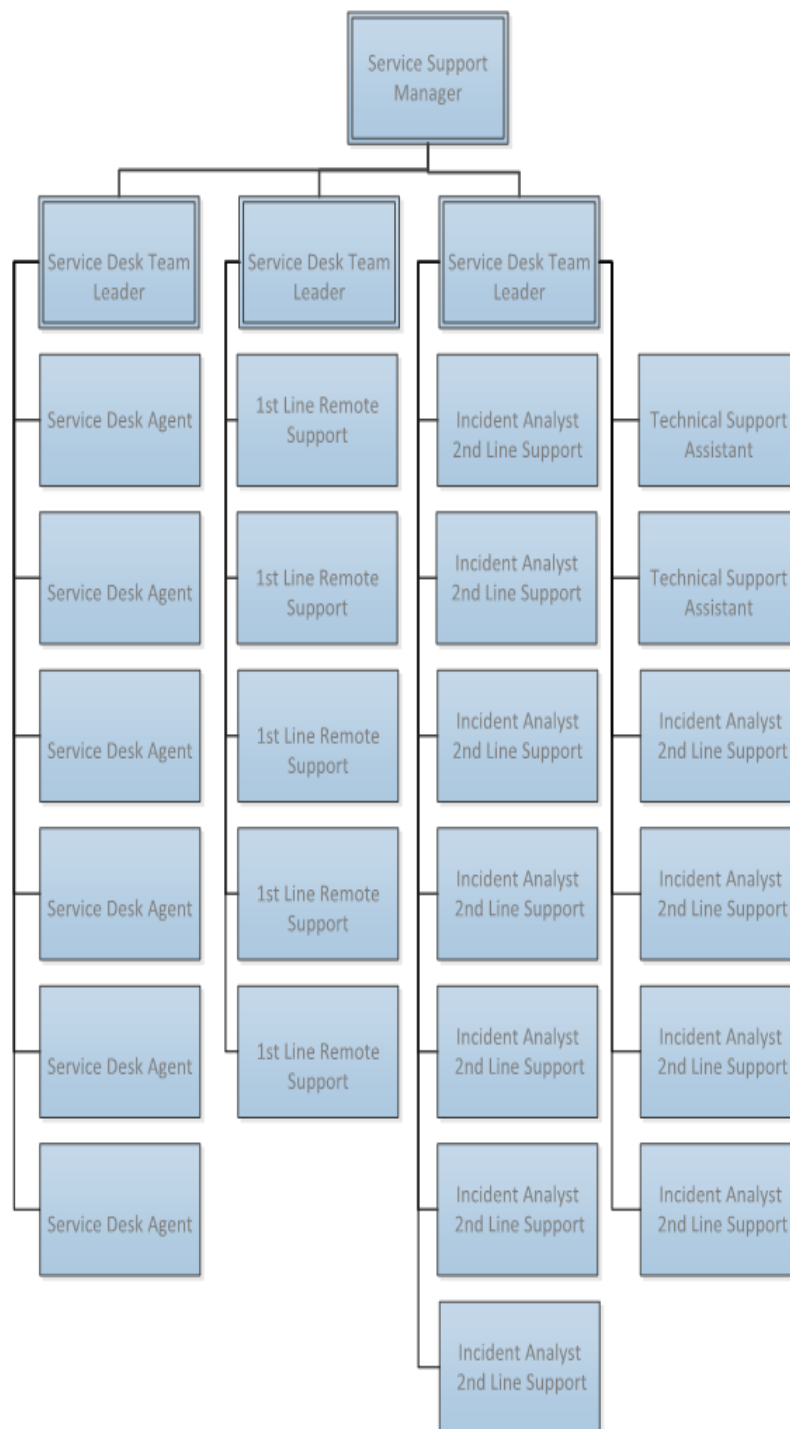 Service Support
Manager
Service Desk Team
Leader
Service Desk Team
Leader
Service Desk Team
Leader
Service Desk Agent
1st Line Remote
Support
Incident Analyst
2nd Line Support
Technical Support
Assistant
Service Desk Agent
1st Line Remote
Support
Incident Analyst
2nd Line Support
Technical Support
Assistant
Service Desk Agent
1st Line Remote
Support
Incident Analyst
2nd Line Support
Incident Analyst
2nd Line Support
Service Desk Agent
1st Line Remote
Support
Incident Analyst
2nd Line Support
Incident Analyst
2nd Line Support
Service Desk Agent
1st Line Remote
Support
Incident Analyst
2nd Line Support
Incident Analyst
2nd Line Support
Service Desk Agent
Incident Analyst
2nd Line Support
Incident Analyst
2nd Line Support
Incident Analyst
2nd Line Support